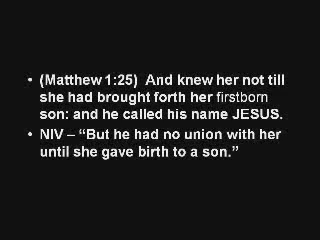 • (Matthew 1:25)  And knew her not till
she had brought forth her firstborn
son: and he called his name JESUS.
• NIV – “But he had no union with her
until she gave birth to a son.”